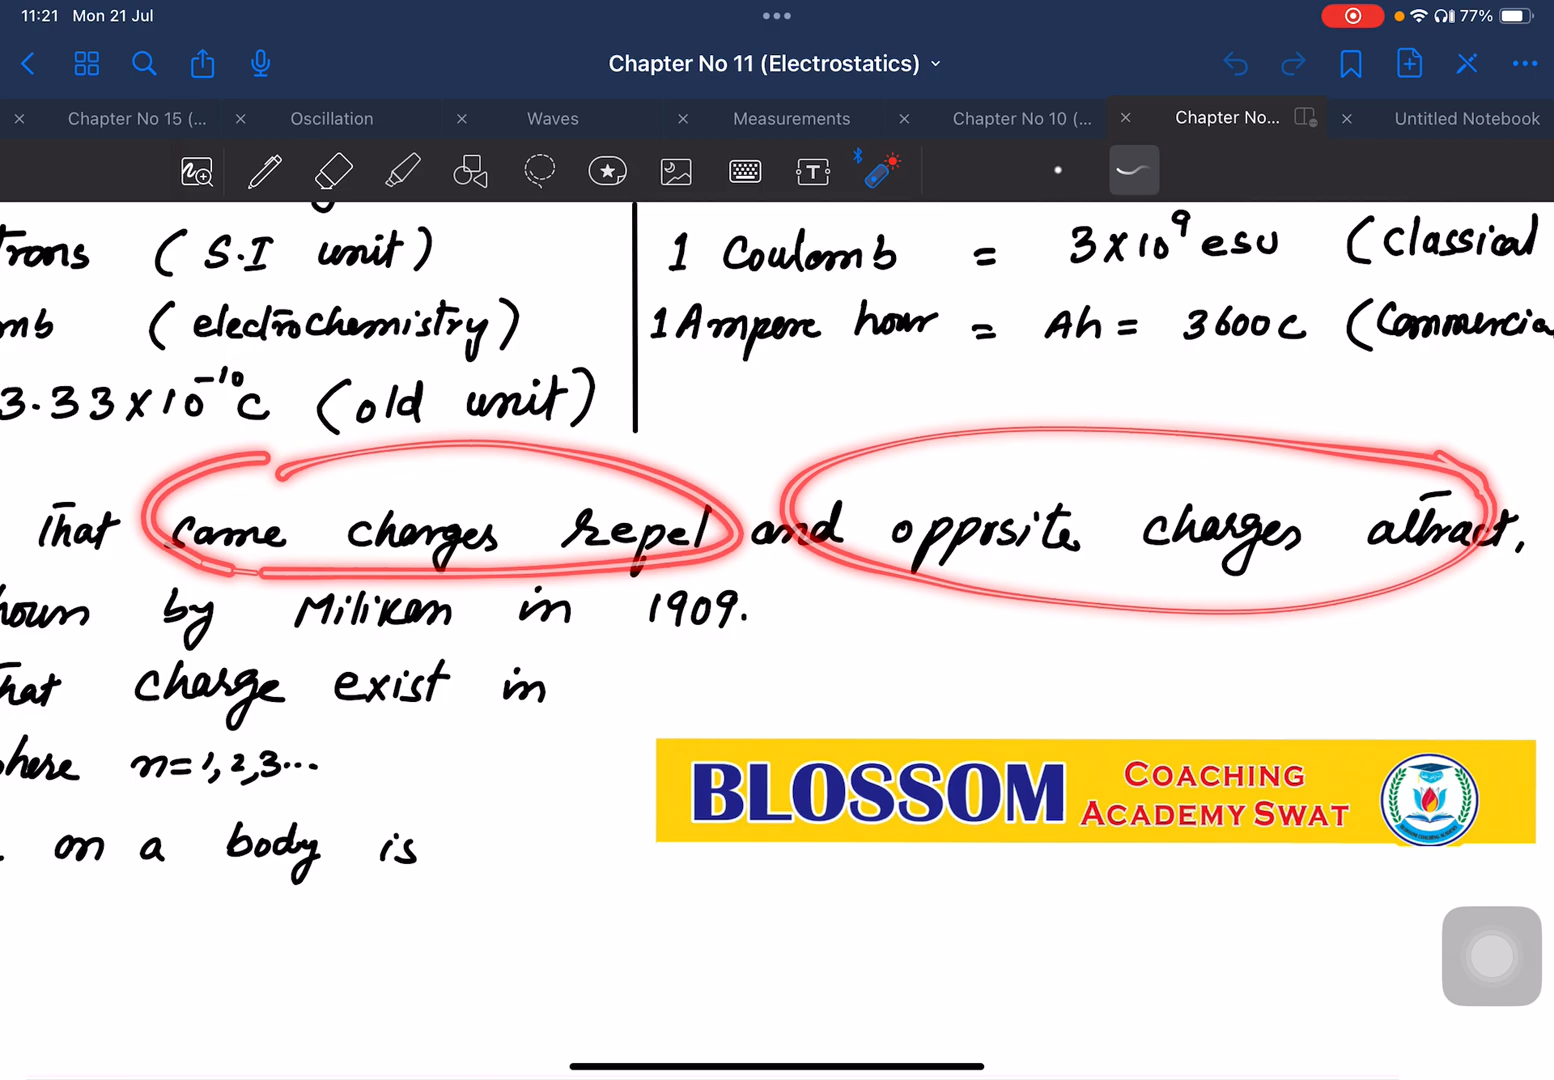 11:21 Mon 21 Jul
77%
Chapter No 11 (Electrostatics)
Chapter No 15 (...
Oscillation
Waves
Measurements
Chapter No 10 (...
Chapter No...
Untitled Notebook
T
trons (S.I unit)
1 Coulomb = 3x10⁹ esu (Classical
mb (electrochemistry)
1 Ampere hour = Ah = 3600C (Commercia
3.33x10⁻¹⁰C (old unit)
That same charges repel and opposite charges attract,
hown by Milikan in 1909.
That charge exist in
where n=1,2,3...
on a body is
BLOSSOM
COACHING
ACADEMY SWAT